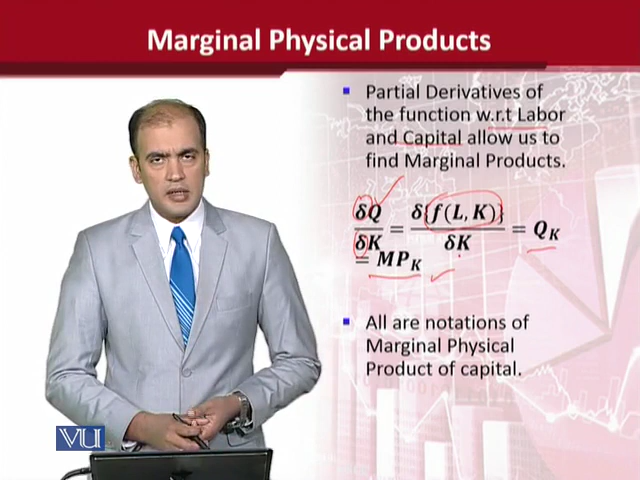 Marginal Physical Products
Partial Derivatives of
the function w.r.t Labor
and Capital allow us to
find Marginal Products.
δQ/δK = δ{f(L, K)}/δK = Q_K
= MP_K
All are notations of
Marginal Physical
Product of capital.
VU